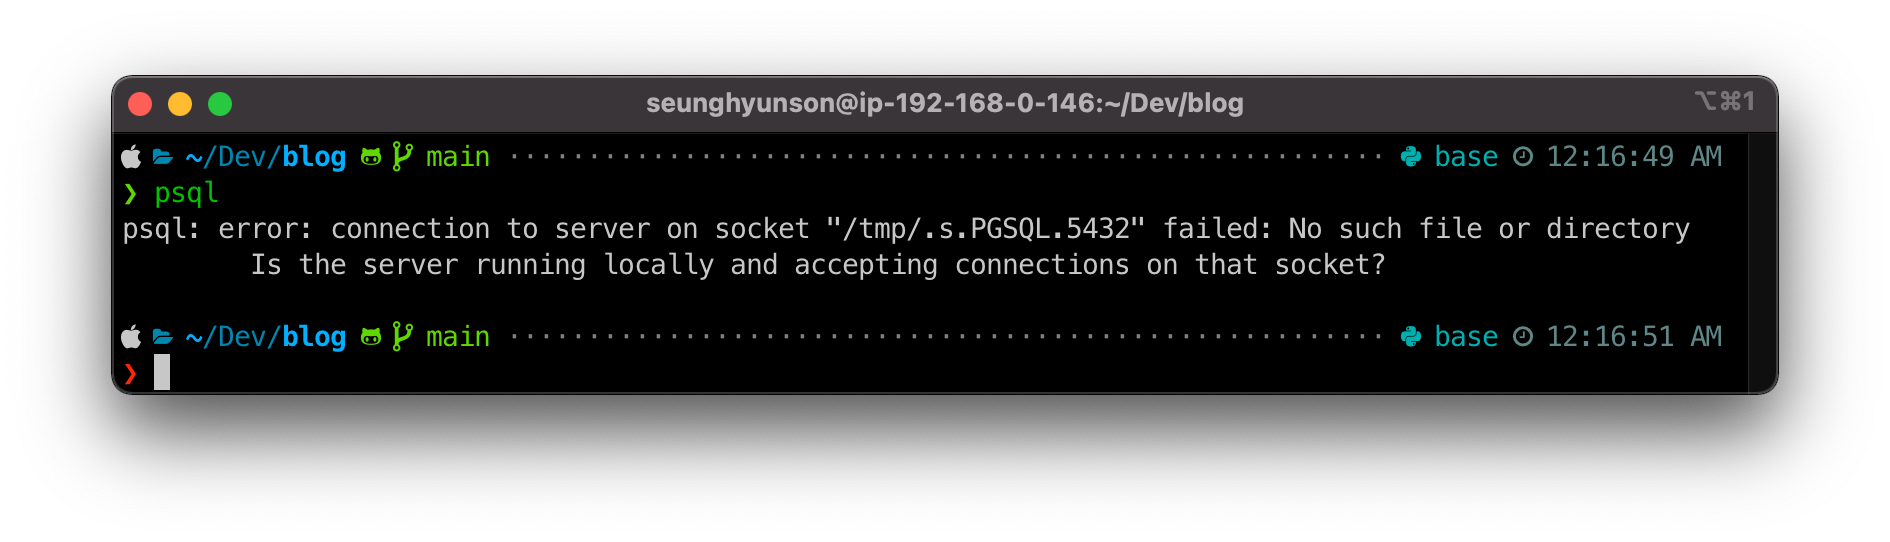 seunghyunson@ip-192-168-0-146:~/Dev/blog
⌥⌘1
~/Dev/blog main ······················································· base 12:16:49 AM
❯ psql
psql: error: connection to server on socket "/tmp/.s.PGSQL.5432" failed: No such file or directory
Is the server running locally and accepting connections on that socket?
~/Dev/blog main ······················································· base 12:16:51 AM
❯